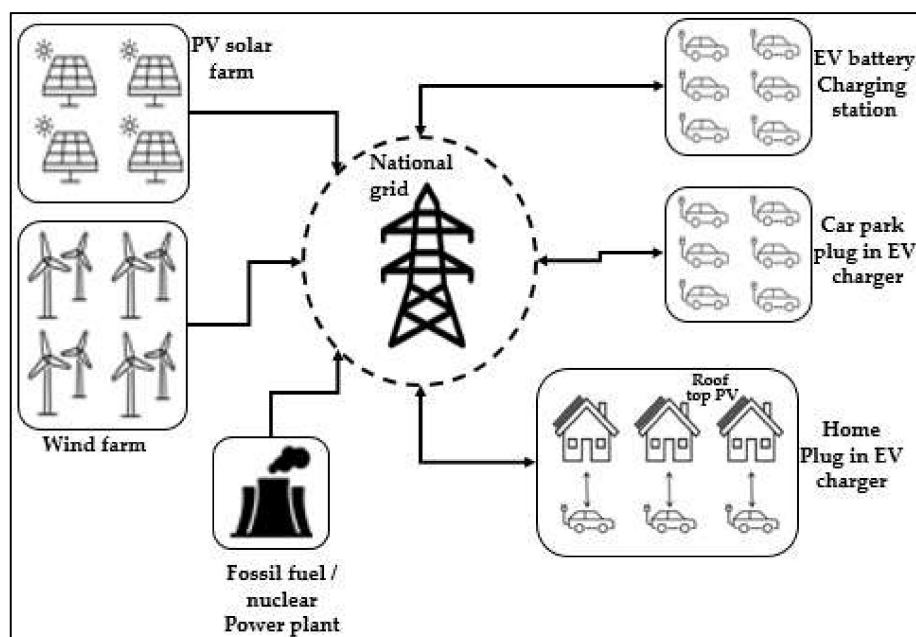 PV solar
farm
EV battery
Charging
station
National
grid
Car park
plug in EV
charger
Wind farm
Roof
top PV
Home
Plug in EV
charger
Fossil fuel /
nuclear
Power plant